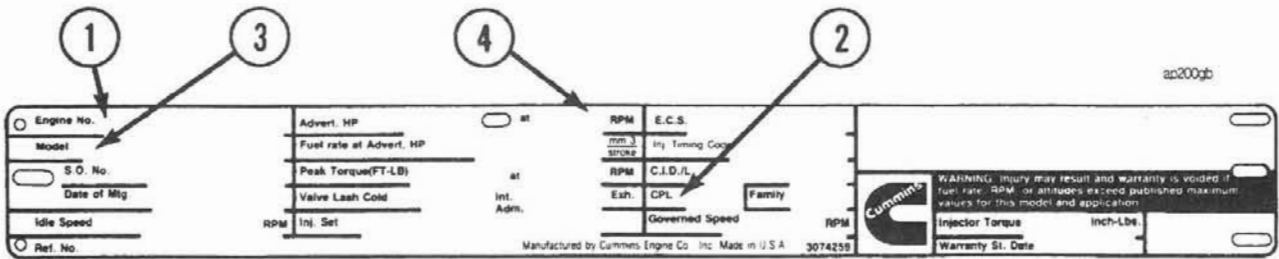 1 3 4 2
ap200gb
Engine No. Advert. HP at RPM E.C.S.
Model Fuel rate at Advert. HP mm 3 stroke Inj. Timing Code
S.O. No. Peak Torque(FT-LB) at RPM C.I.D./L.
Date of Mfg Valve Lash Cold Int. Exh. CPL Family
Adm.
Idle Speed RPM Inj. Set Governed Speed RPM
Ref. No. Manufactured by Cummins Engine Co. Inc. Made in U.S.A. 3074259
Cummins
WARNING: Injury may result and warranty is voided if
fuel rate, RPM, or altitudes exceed published maximum
values for this model and application
Injector Torque Inch-Lbs.
Warranty St. Date